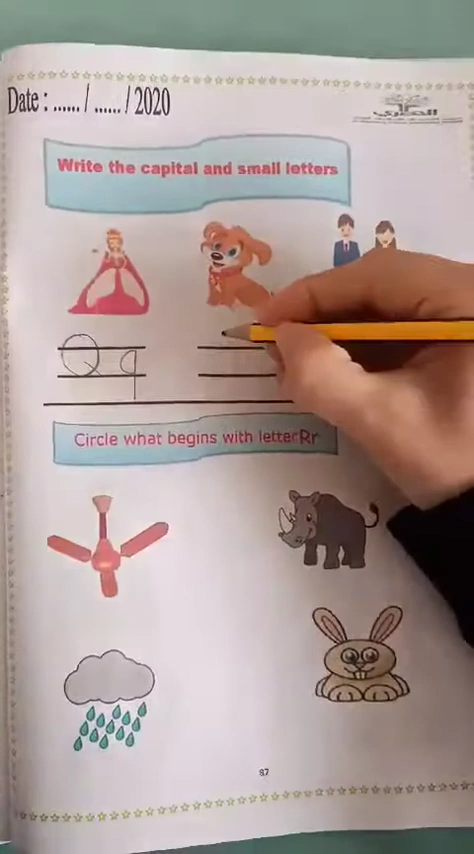 Date : ...... / ...... / 2020
Write the capital and small letters
Q q
Circle what begins with letter Rr
87